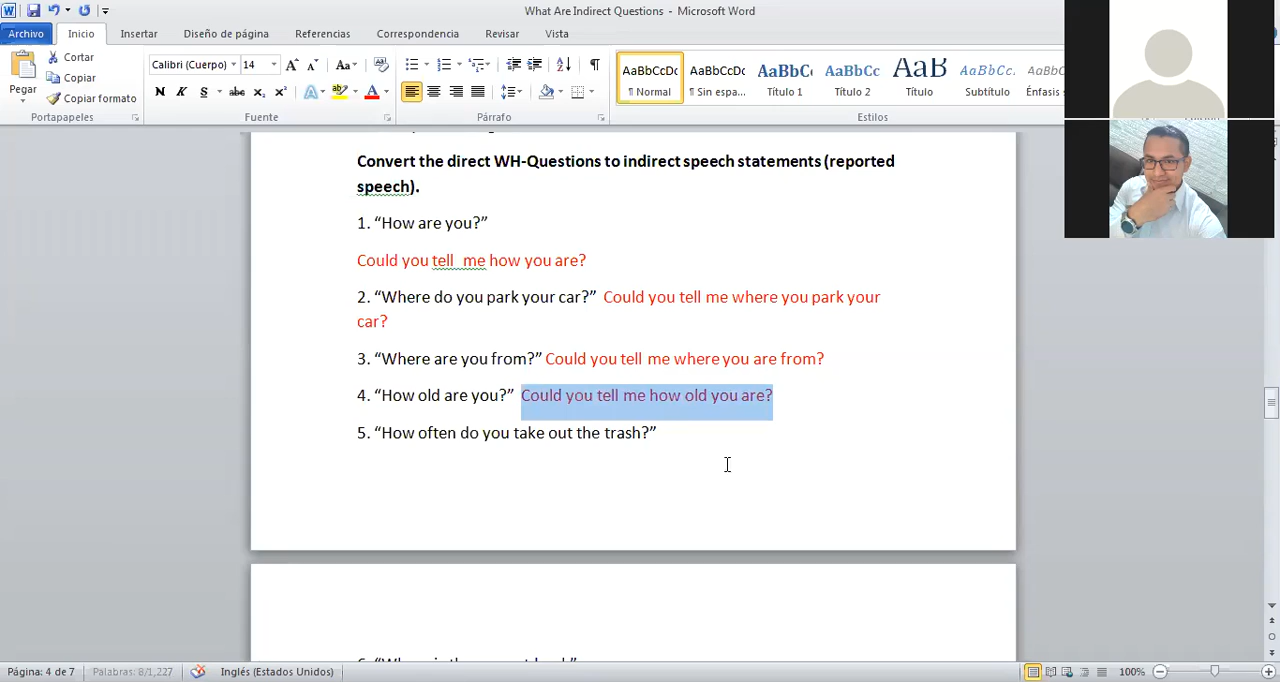 What Are Indirect Questions - Microsoft Word
Archivo Inicio Insertar Diseño de página Referencias Correspondencia Revisar Vista
Cortar
Copiar
Copiar formato
Pegar
Portapapeles
Calibri (Cuerpo) 14
N K S abc x₂ x² A ab A
Fuente
Párrafo
AaBbCcDc AaBbCcDc AaBbC AaBbCc AaB AaBbCc. AaBbCc
¶ Normal ¶ Sin espa... Título 1 Título 2 Título Subtítulo Énfasis
Estilos
Convert the direct WH-Questions to indirect speech statements (reported
speech).
1. “How are you?”
Could you tell  me how you are?
2. “Where do you park your car?”  Could you tell me where you park your
car?
3. “Where are you from?” Could you tell me where you are from?
4. “How old are you?”  Could you tell me how old you are?
5. “How often do you take out the trash?”
Página: 4 de 7 Palabras: 8/1,227 Inglés (Estados Unidos) 100%